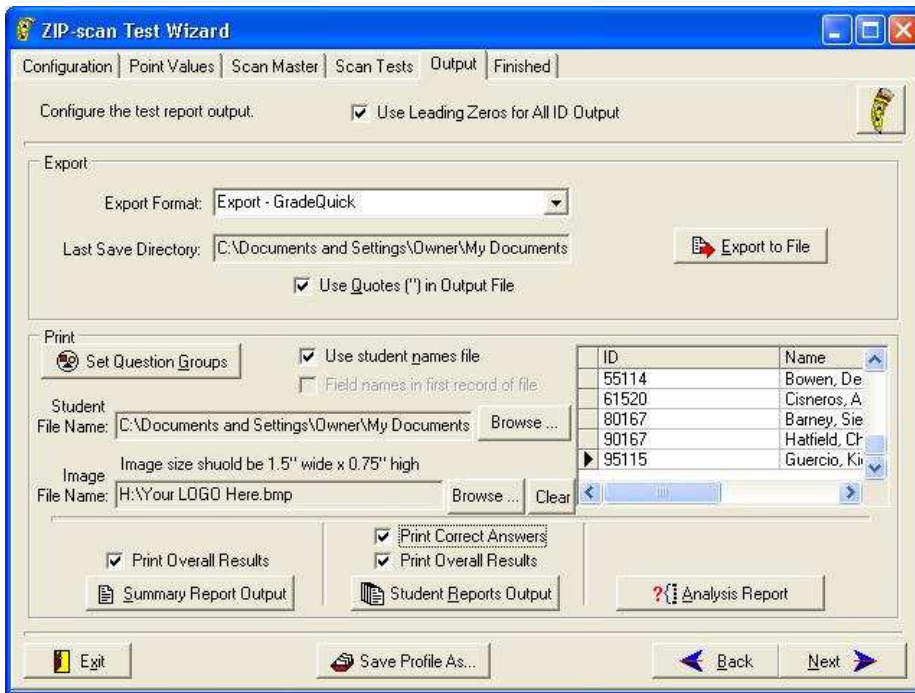 ZIP-scan Test Wizard
Configuration Point Values Scan Master Scan Tests Output Finished
Configure the test report output. Use Leading Zeros for All ID Output
Export
Export Format: Export - GradeQuick
Last Save Directory: C:\Documents and Settings\Owner\My Documents Export to File
Use Quotes (") in Output File
Print
Set Question Groups Use student names file
Field names in first record of file
Student
File Name: C:\Documents and Settings\Owner\My Documents Browse ...
Image size shuold be 1.5" wide x 0.75" high
Image
File Name: H:\Your LOGO Here.bmp Browse ... Clear
ID Name
55114 Bowen, De
61520 Cisneros, A
80167 Barney, Sie
90167 Hatfield, Ch
95115 Guercio, Ki
Print Overall Results
Summary Report Output
Print Correct Answers
Print Overall Results
Student Reports Output
Analysis Report
Exit Save Profile As... Back Next